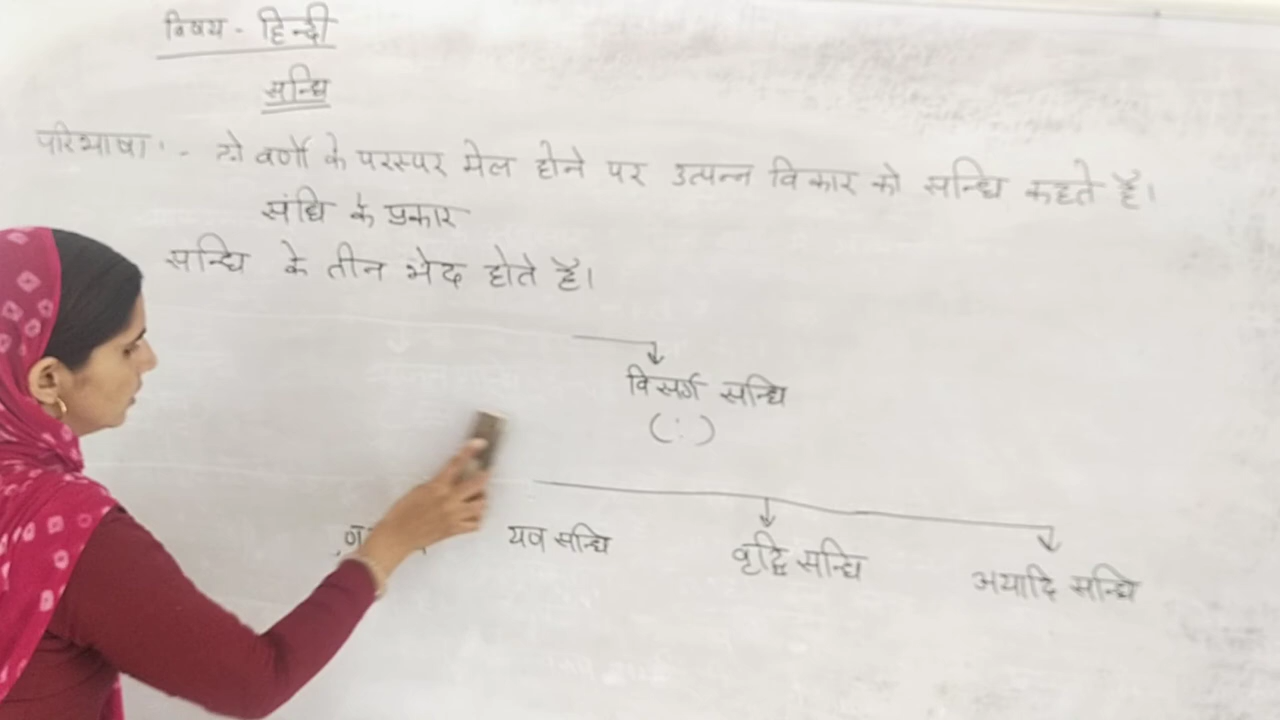 विषय - हिन्दी
सन्धि
परिभाषा :- दो वर्णों के परस्पर मेल होने पर उत्पन्न विकार को सन्धि कहते है।
संधि के प्रकार
सन्धि के तीन भेद होते है।
विसर्ग सन्धि
(:)
यण सन्धि वृद्धि सन्धि अयादि सन्धि